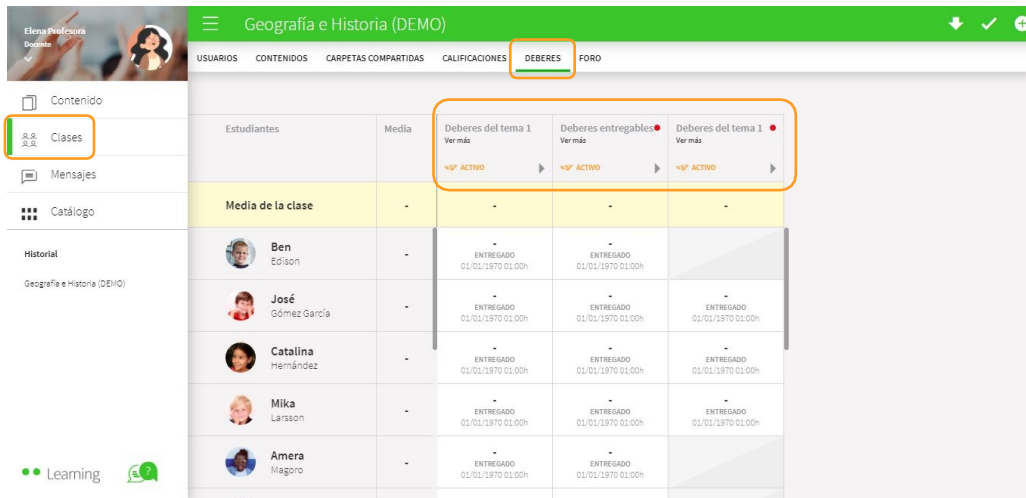 Elena Profesora
Docente
Geografía e Historia (DEMO)
USUARIOS CONTENIDOS CARPETAS COMPARTIDAS CALIFICACIONES DEBERES FORO
Contenido
Clases
Mensajes
Catálogo
Historial
Geografía e Historia (DEMO)
Learning
?
Estudiantes Media Deberes del tema 1 Deberes entregables Deberes del tema 1
Ver más Ver más Ver más
ACTIVO ACTIVO ACTIVO
Media de la clase - - - -
Ben - -
Edison - ENTREGADO ENTREGADO
01/01/1970 01:00h 01/01/1970 01:00h
José - - -
Gómez García - ENTREGADO ENTREGADO ENTREGADO
01/01/1970 01:00h 01/01/1970 01:00h 01/01/1970 01:00h
Catalina - - -
Hernández - ENTREGADO ENTREGADO ENTREGADO
01/01/1970 01:00h 01/01/1970 01:00h 01/01/1970 01:00h
Mika - - -
Larsson - ENTREGADO ENTREGADO ENTREGADO
01/01/1970 01:00h 01/01/1970 01:00h 01/01/1970 01:00h
Amera - -
Magoro - ENTREGADO ENTREGADO
01/01/1970 01:00h 01/01/1970 01:00h